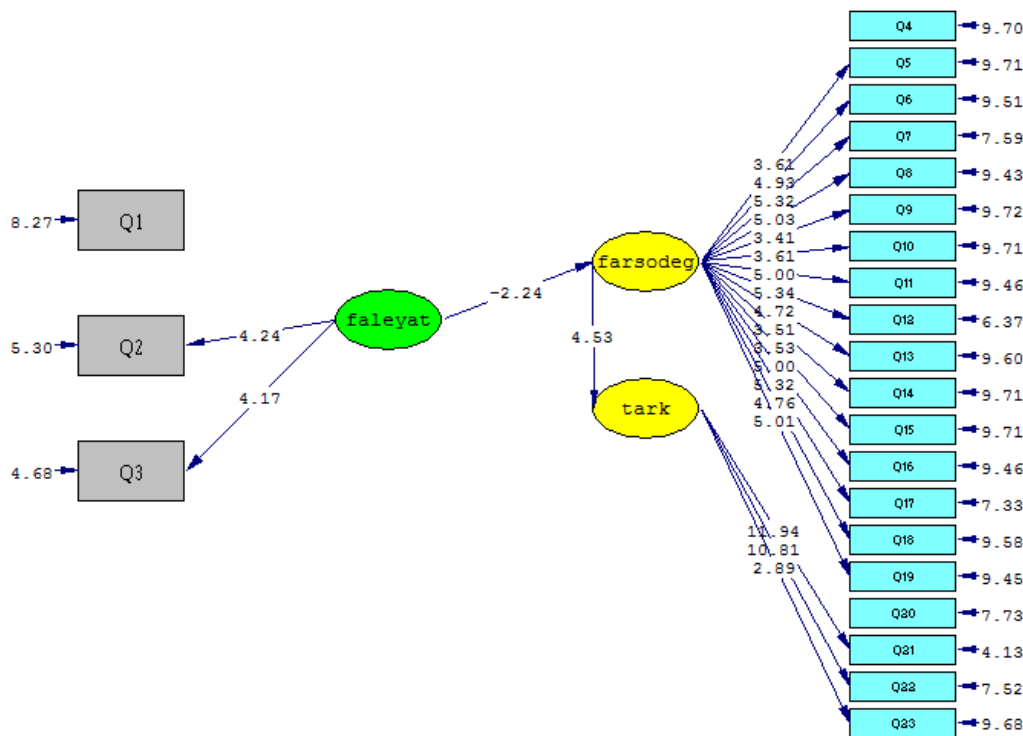 Q4
9.70
Q5
9.71
Q6
9.51
Q7
7.59
Q8
9.43
Q9
9.72
Q10
9.71
Q11
9.46
Q12
6.37
Q13
9.60
Q14
9.71
Q15
9.71
Q16
9.46
Q17
7.33
Q18
9.58
Q19
9.45
Q20
7.73
Q21
4.13
Q22
7.52
Q23
9.68
8.27
Q1
5.30
Q2
4.68
Q3
4.24
4.17
faleyat
-2.24
farsodeg
4.53
tark
3.61
4.93
5.32
5.03
3.41
3.61
5.00
5.34
4.72
3.51
3.53
5.00
5.32
4.76
5.01
11.94
10.81
2.89